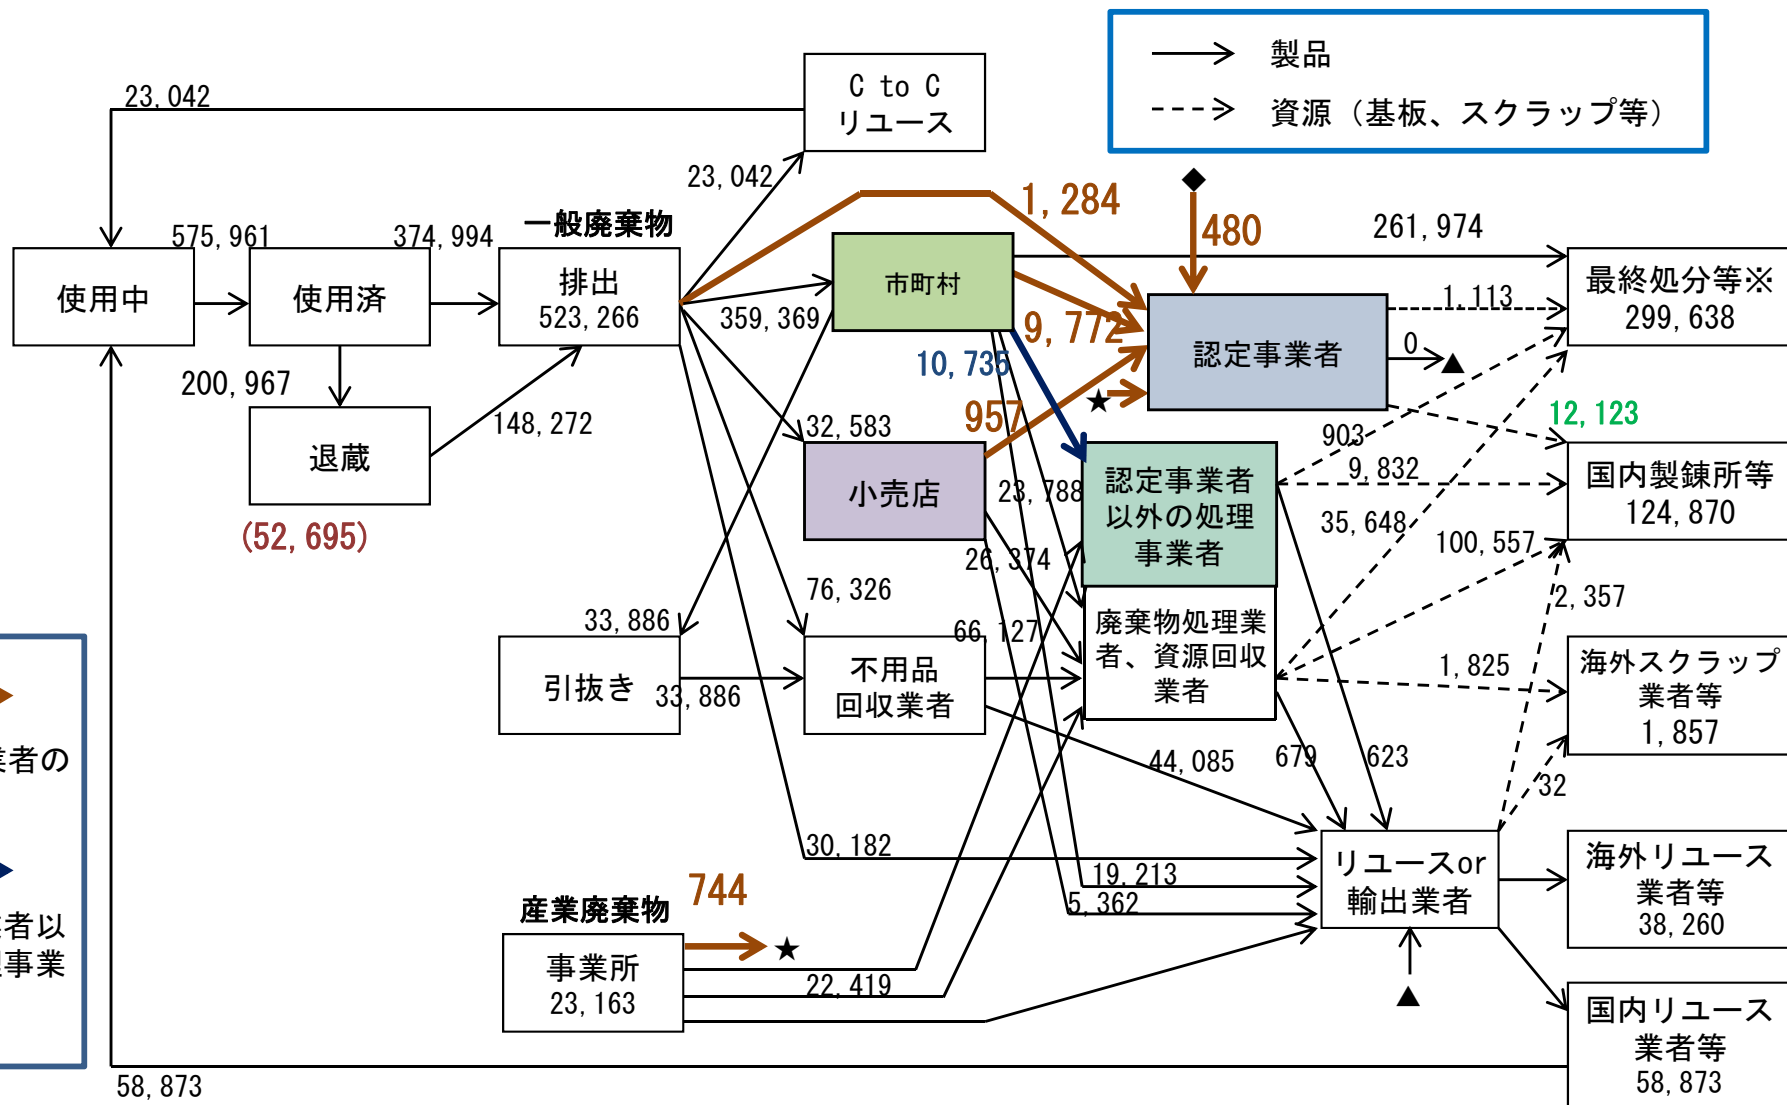 製品
資源（基板、スクラップ等）
C to C
リユース
23,042
23,042
一般廃棄物
1,284
480
261,974
575,961
374,994
使用中
使用済
排出
523,266
市町村
359,369
9,772
10,735
認定事業者
1,113
0
▲
最終処分等※
299,638
200,967
退蔵
148,272
(52,695)
32,583
957
★
小売店
23,788
認定事業者
以外の処理
事業者
903
9,832
12,123
国内製錬所等
124,870
35,648
100,557
26,374
76,326
2,357
33,886
引抜き
33,886
不用品
回収業者
66,127
廃棄物処理業
者、資源回収
業者
1,825
海外スクラップ
業者等
1,857
業者の
44,085
679
623
32
30,182
19,213
5,362
リユースor
輸出業者
海外リユース
業者等
38,260
744
産業廃棄物
★
事業所
23,163
22,419
▲
業者以
理事業
国内リユース
業者等
58,873
58,873